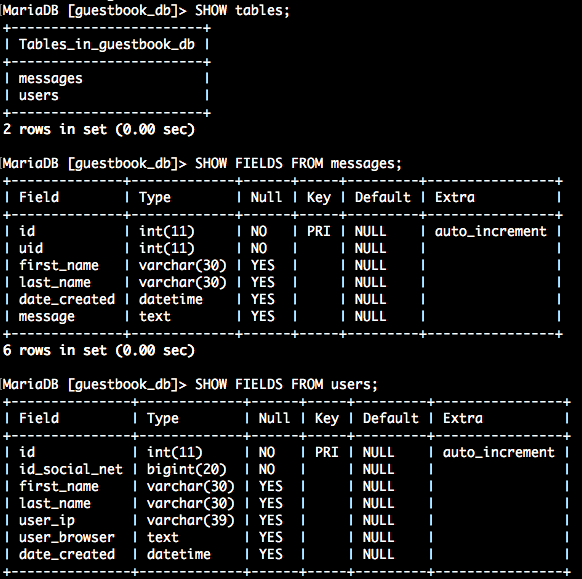 [MariaDB [guestbook_db]> SHOW tables;
+------------------------+
| Tables_in_guestbook_db |
+------------------------+
| messages               |
| users                  |
+------------------------+
2 rows in set (0.00 sec)
[MariaDB [guestbook_db]> SHOW FIELDS FROM messages;
+--------------+-------------+------+-----+---------+----------------+
| Field        | Type        | Null | Key | Default | Extra          |
+--------------+-------------+------+-----+---------+----------------+
| id           | int(11)     | NO   | PRI | NULL    | auto_increment |
| uid          | int(11)     | NO   |     | NULL    |                |
| first_name   | varchar(30) | YES  |     | NULL    |                |
| last_name    | varchar(30) | YES  |     | NULL    |                |
| date_created | datetime    | YES  |     | NULL    |                |
| message      | text        | YES  |     | NULL    |                |
+--------------+-------------+------+-----+---------+----------------+
6 rows in set (0.00 sec)
[MariaDB [guestbook_db]> SHOW FIELDS FROM users;
+---------------+-------------+------+-----+---------+----------------+
| Field         | Type        | Null | Key | Default | Extra          |
+---------------+-------------+------+-----+---------+----------------+
| id            | int(11)     | NO   | PRI | NULL    | auto_increment |
| id_social_net | bigint(20)  | NO   |     | NULL    |                |
| first_name    | varchar(30) | YES  |     | NULL    |                |
| last_name     | varchar(30) | YES  |     | NULL    |                |
| user_ip       | varchar(39) | YES  |     | NULL    |                |
| user_browser  | text        | YES  |     | NULL    |                |
| date_created  | datetime    | YES  |     | NULL    |                |
+---------------+-------------+------+-----+---------+----------------+